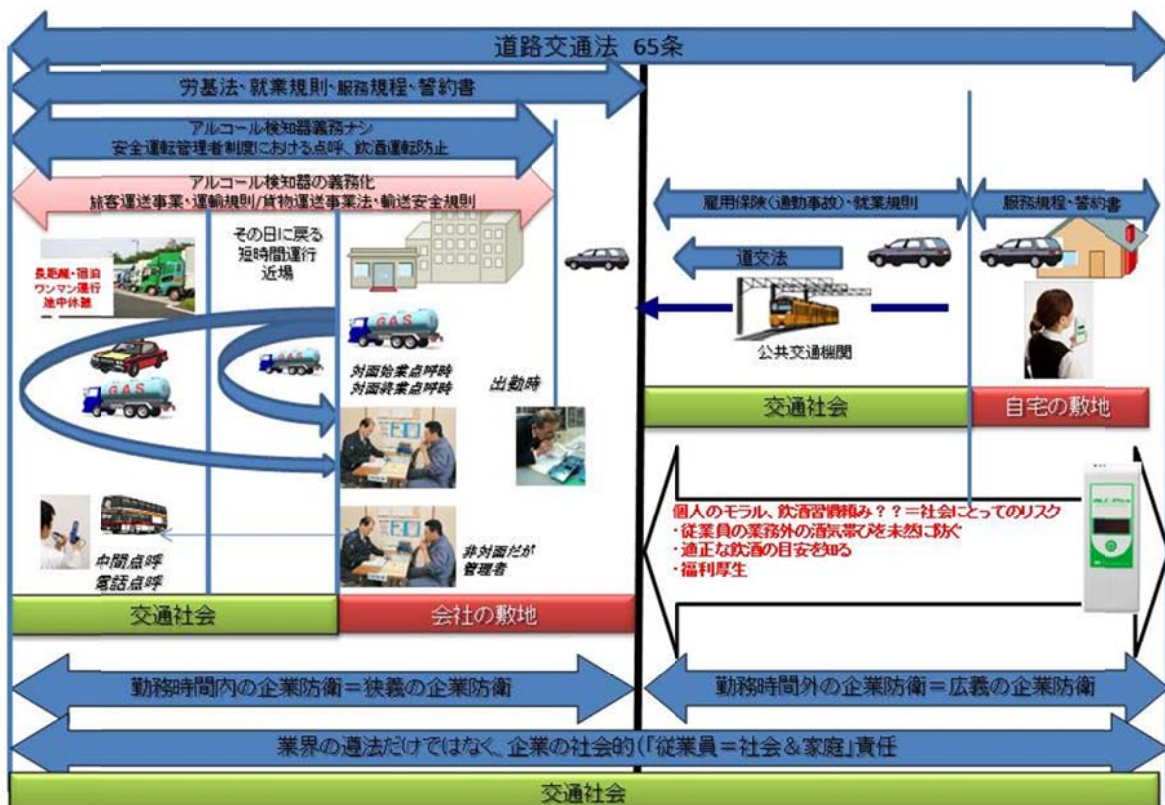 道路交通法 65条
労基法・就業規則・服務規程・誓約書
アルコール検知器義務ナシ
安全運転管理者制度における点呼、飲酒運転防止
アルコール検知器の義務化
旅客運送事業・運輸規則/貨物運送事業法・輸送安全規則
雇用保険(通勤事故)・就業規則
服務規程・誓約書
長距離・宿泊
ワンマン運行
途中休憩
その日に戻る
短時間運行
近場
道交法
公共交通機関
GAS
GAS
GAS
対面始業点呼時
対面終業点呼時
出勤時
交通社会
自宅の敷地
個人のモラル、飲酒習慣頼み??=社会にとってのリスク
・従業員の業務外の酒気帯びを未然に防ぐ
・適正な飲酒の目安を知る
・福利厚生
中間点呼
電話点呼
非対面だが
管理者
交通社会
会社の敷地
勤務時間内の企業防衛=狭義の企業防衛
勤務時間外の企業防衛=広義の企業防衛
業界の遵法だけではなく、企業の社会的(「従業員=社会&家庭」責任
交通社会